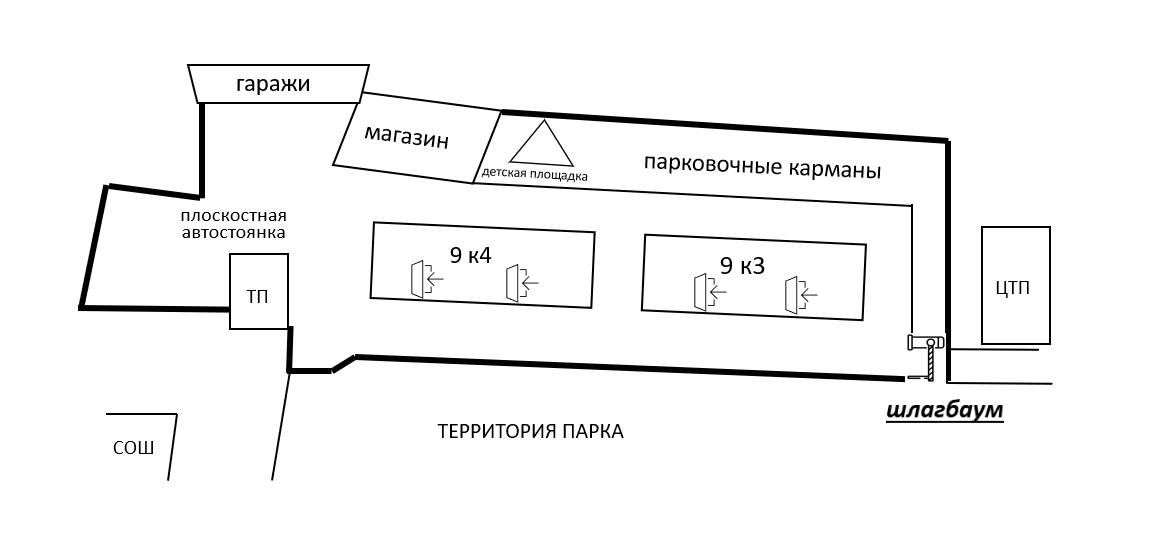 гаражи
магазин
детская площадка
парковочные карманы
плоскостная
автостоянка
9 к4
9 к3
ТП
ЦТП
шлагбаум
ТЕРРИТОРИЯ ПАРКА
СОШ